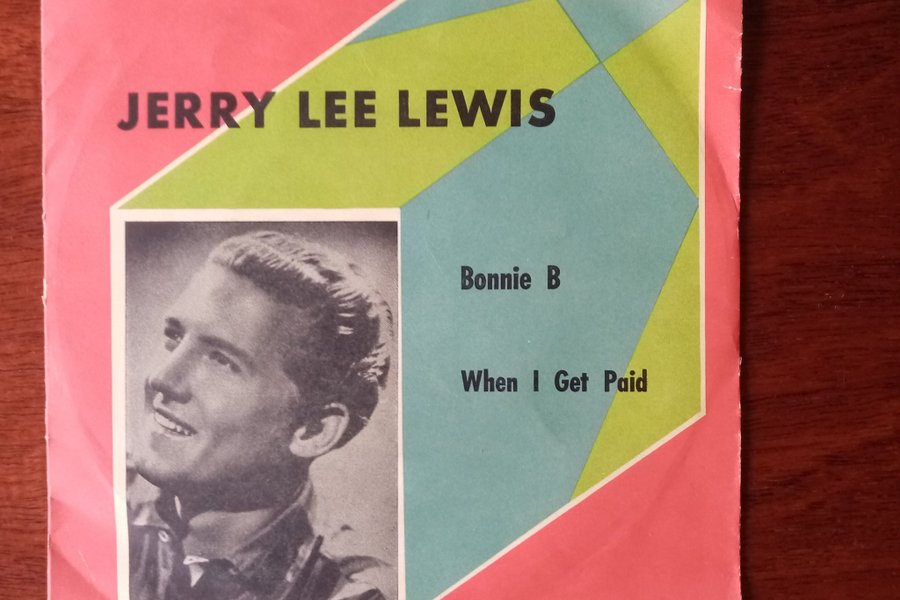 JERRY LEE LEWIS
Bonnie B
When I Get Paid